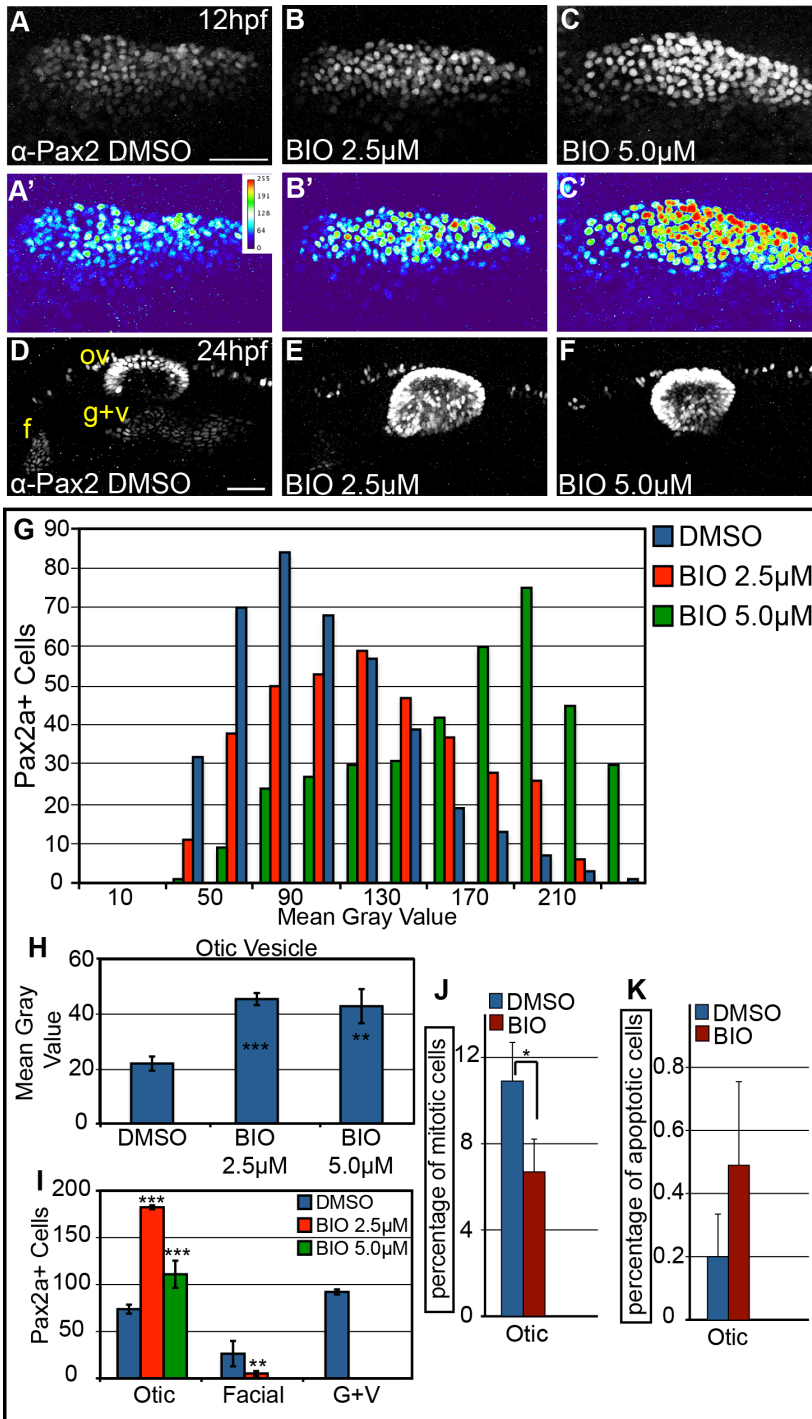 A
12hpf
α-Pax2 DMSO
B
BIO 2.5μM
C
BIO 5.0μM
A'
255
191
128
64
0
B'
C'
D
24hpf
ov
g+v
f
α-Pax2 DMSO
E
BIO 2.5μM
F
BIO 5.0μM
G
90
80
70
60
50
40
30
20
10
0
Pax2a+ Cells
10 50 90 130 170 210
Mean Gray Value
DMSO
BIO 2.5μM
BIO 5.0μM
H
Otic Vesicle
Mean Gray
Value
60
40
20
0
***
**
DMSO
BIO
2.5μM
BIO
5.0μM
I
Pax2a+ Cells
200
150
100
50
0
***
***
**
DMSO
BIO 2.5μM
BIO 5.0μM
Otic Facial G+V
J
DMSO
BIO
percentage of mitotic cells
12
8
4
0
*
Otic
K
DMSO
BIO
percentage of apoptotic cells
0.8
0.6
0.4
0.2
0
Otic